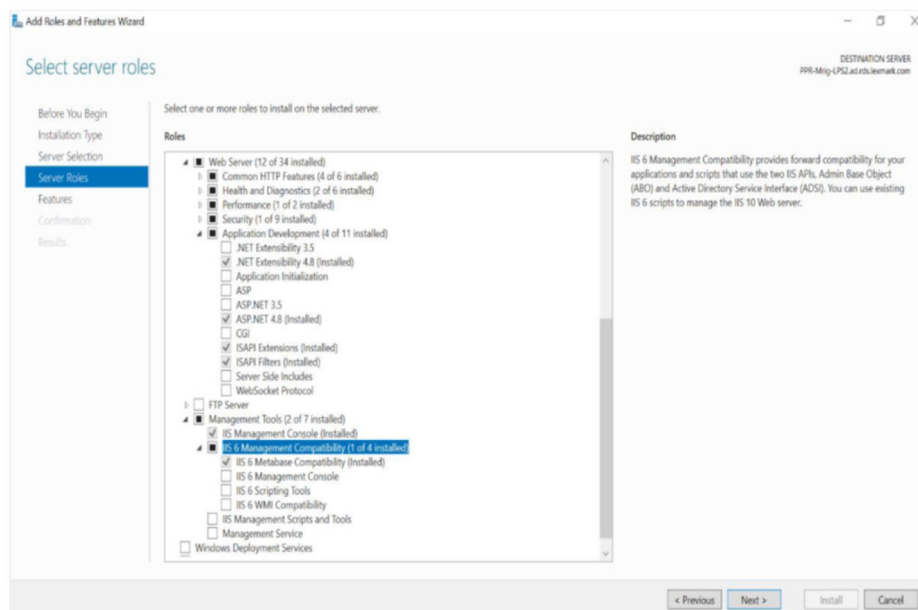 Add Roles and Features Wizard
Select server roles
DESTINATION SERVER
PPR-Mrig-LPS2.ad.rds.lexmark.com
Before You Begin
Installation Type
Server Selection
Server Roles
Features
Confirmation
Results
Select one or more roles to install on the selected server.
Roles
Web Server (12 of 34 installed)
Common HTTP Features (4 of 6 installed)
Health and Diagnostics (2 of 6 installed)
Performance (1 of 2 installed)
Security (1 of 9 installed)
Application Development (4 of 11 installed)
.NET Extensibility 3.5
.NET Extensibility 4.8 (Installed)
Application Initialization
ASP
ASP.NET 3.5
ASP.NET 4.8 (Installed)
CGI
ISAPI Extensions (Installed)
ISAPI Filters (Installed)
Server Side Includes
WebSocket Protocol
FTP Server
Management Tools (2 of 7 installed)
IIS Management Console (Installed)
IIS 6 Management Compatibility (1 of 4 installed)
IIS 6 Metabase Compatibility (Installed)
IIS 6 Management Console
IIS 6 Scripting Tools
IIS 6 WMI Compatibility
IIS Management Scripts and Tools
Management Service
Windows Deployment Services
Description
IIS 6 Management Compatibility provides forward compatibility for your
applications and scripts that use the two IIS APIs, Admin Base Object
(ABO) and Active Directory Service Interface (ADSI). You can use existing
IIS 6 scripts to manage the IIS 10 Web server.
< Previous
Next >
Install
Cancel